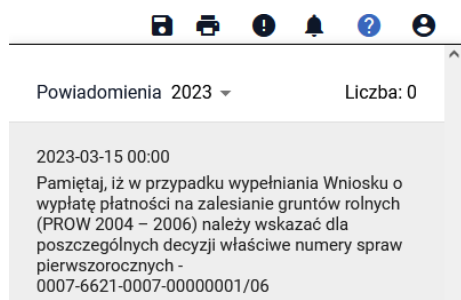 Powiadomienia 2023 Liczba: 0
2023-03-15 00:00
Pamiętaj, iż w przypadku wypełniania Wniosku o
wypłatę płatności na zalesianie gruntów rolnych
(PROW 2004 – 2006) należy wskazać dla
poszczególnych decyzji właściwe numery spraw
pierwszorocznych -
0007-6621-0007-00000001/06